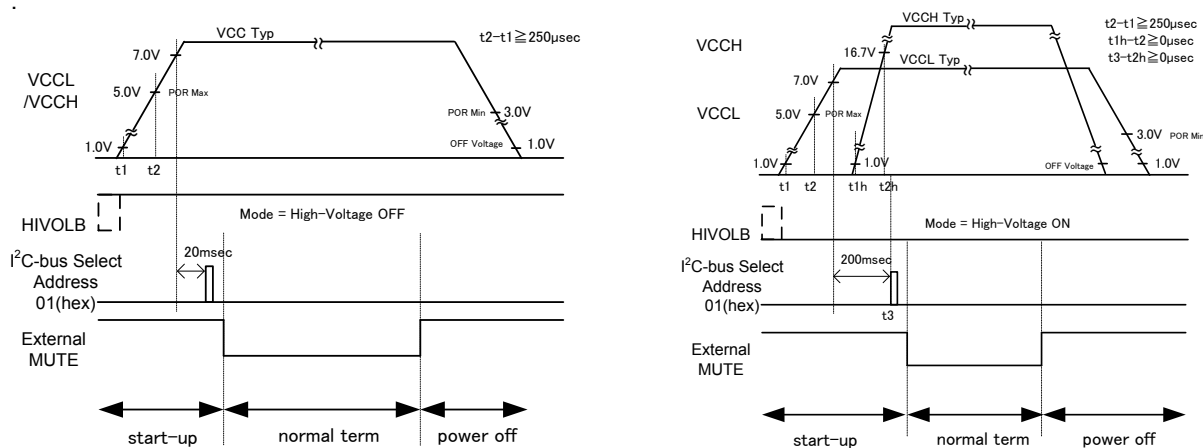 .
VCC Typ
t2-t1≧250μsec
7.0V
VCCL
/VCCH
5.0V
POR Max
POR Min
3.0V
OFF Voltage
1.0V
1.0V
t1
t2
Mode = High-Voltage OFF
HIVOLB
20msec
I²C-bus Select
Address
01(hex)
External
MUTE
start-up
normal term
power off
VCCH Typ
t2-t1≧250μsec
t1h-t2≧0μsec
t3-t2h≧0μsec
VCCH
16.7V
VCCL Typ
7.0V
VCCL
5.0V
POR Max
3.0V
POR Min
1.0V
1.0V
OFF Voltage
1.0V
t1
t2
t1h
t2h
Mode = High-Voltage ON
HIVOLB
I²C-bus Select
Address
01(hex)
200msec
t3
External
MUTE
start-up
normal term
power off